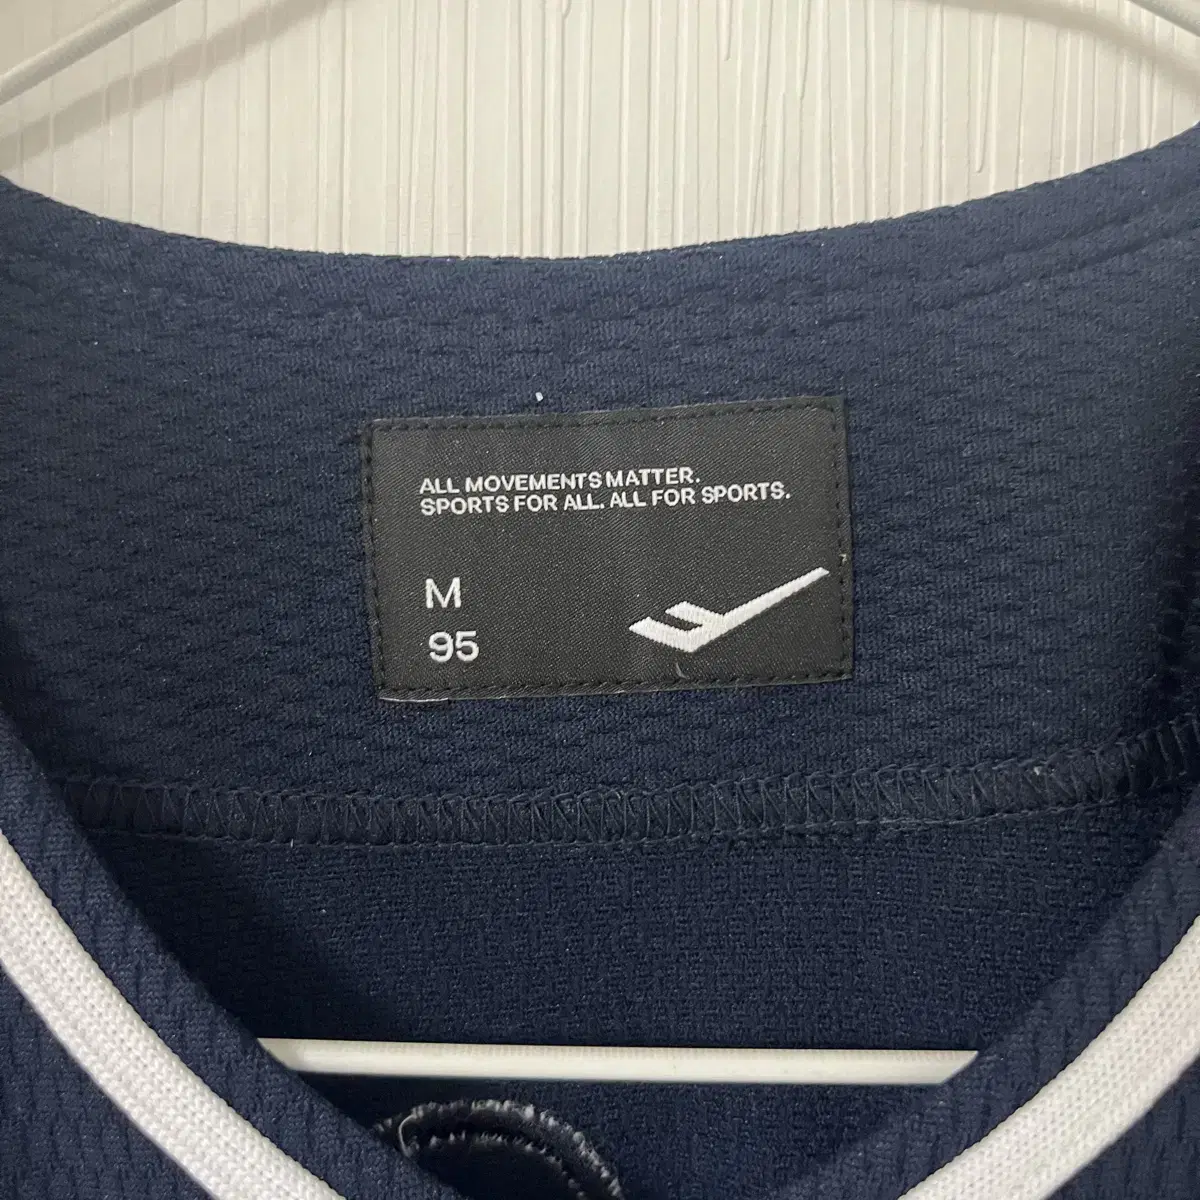 ALL MOVEMENTS MATTER.
SPORTS FOR ALL. ALL FOR SPORTS.
M
95